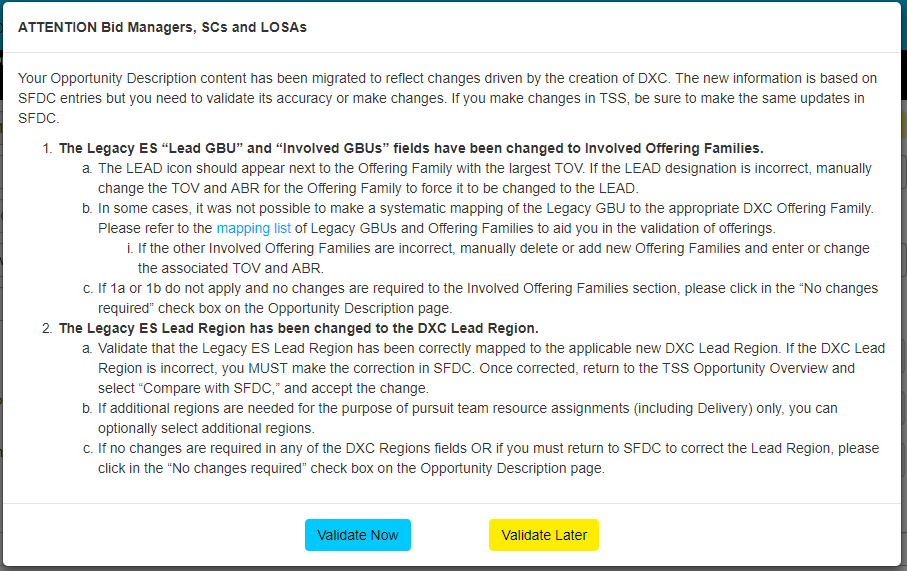 ATTENTION Bid Managers, SCs and LOSAs
Your Opportunity Description content has been migrated to reflect changes driven by the creation of DXC. The new information is based on
SFDC entries but you need to validate its accuracy or make changes. If you make changes in TSS, be sure to make the same updates in
SFDC.
1. The Legacy ES “Lead GBU” and “Involved GBUs” fields have been changed to Involved Offering Families.
a. The LEAD icon should appear next to the Offering Family with the largest TOV. If the LEAD designation is incorrect, manually
change the TOV and ABR for the Offering Family to force it to be changed to the LEAD.
b. In some cases, it was not possible to make a systematic mapping of the Legacy GBU to the appropriate DXC Offering Family.
Please refer to the mapping list of Legacy GBUs and Offering Families to aid you in the validation of offerings.
i. If the other Involved Offering Families are incorrect, manually delete or add new Offering Families and enter or change
the associated TOV and ABR.
c. If 1a or 1b do not apply and no changes are required to the Involved Offering Families section, please click in the “No changes
required” check box on the Opportunity Description page.
2. The Legacy ES Lead Region has been changed to the DXC Lead Region.
a. Validate that the Legacy ES Lead Region has been correctly mapped to the applicable new DXC Lead Region. If the DXC Lead
Region is incorrect, you MUST make the correction in SFDC. Once corrected, return to the TSS Opportunity Overview and
select “Compare with SFDC,” and accept the change.
b. If additional regions are needed for the purpose of pursuit team resource assignments (including Delivery) only, you can
optionally select additional regions.
c. If no changes are required in any of the DXC Regions fields OR if you must return to SFDC to correct the Lead Region, please
click in the “No changes required” check box on the Opportunity Description page.
Validate Now
Validate Later